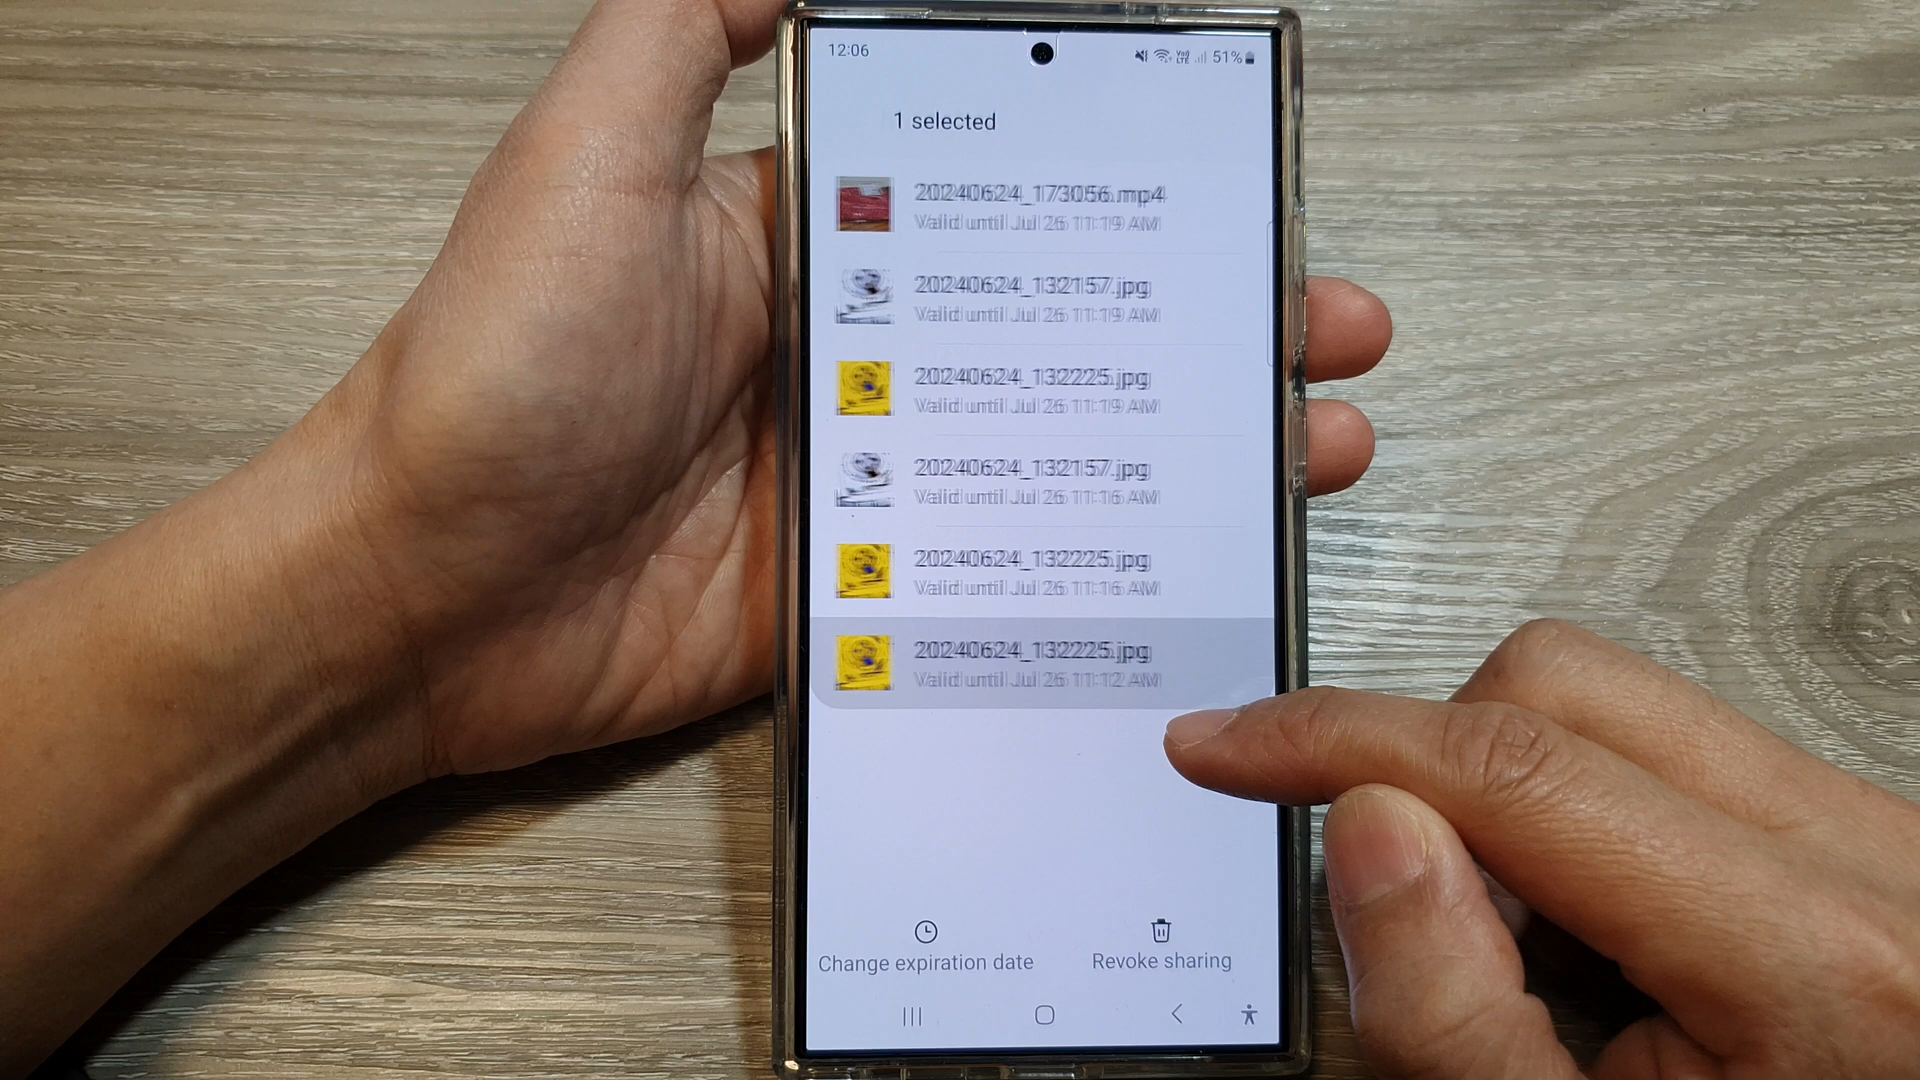 12:06
Vo) LTE 51%
1 selected
20240624_173056.mp4
Valid until Jul 26 11:19 AM
20240624_132157.jpg
Valid until Jul 26 11:19 AM
20240624_132225.jpg
Valid until Jul 26 11:19 AM
20240624_132157.jpg
Valid until Jul 26 11:16 AM
20240624_132225.jpg
Valid until Jul 26 11:16 AM
20240624_132225.jpg
Valid until Jul 26 11:12 AM
Change expiration date
Revoke sharing